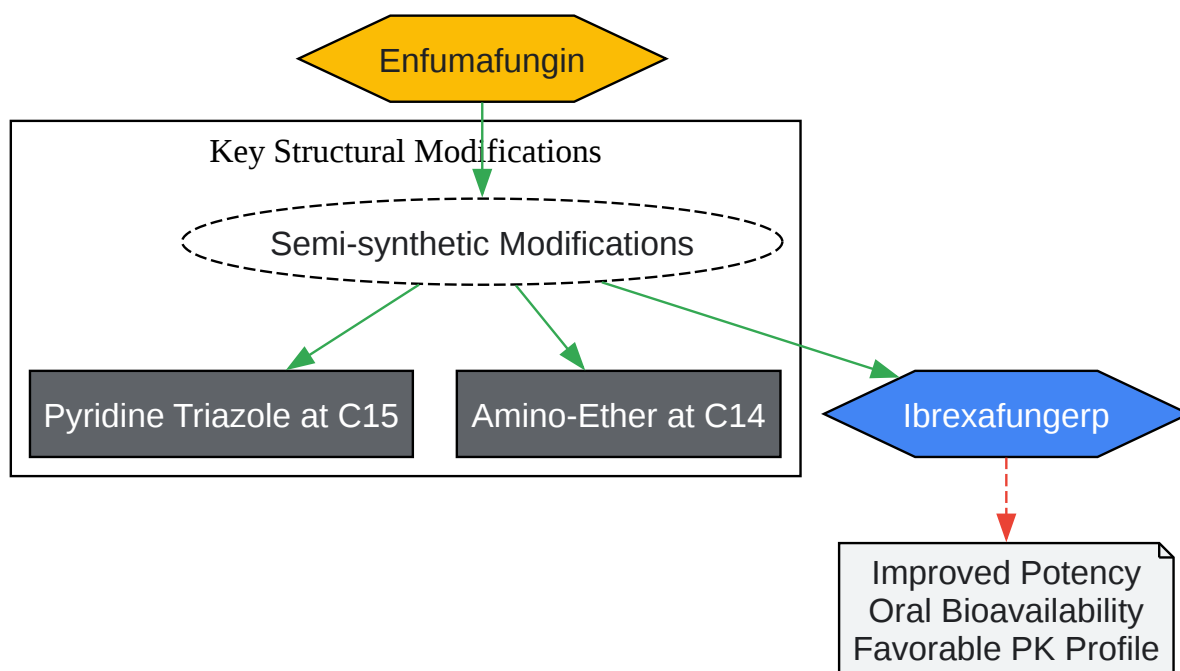 Enfumafungin
Key Structural Modifications
Semi-synthetic Modifications
Pyridine Triazole at C15
Amino-Ether at C14
Ibrexafungerp
Improved Potency
Oral Bioavailability
Favorable PK Profile